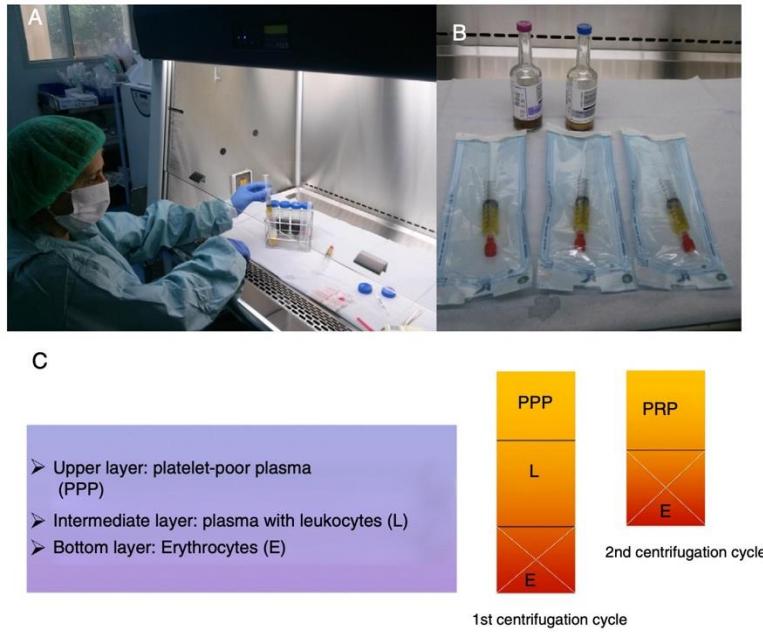 A
B
C
➢ Upper layer: platelet-poor plasma
(PPP)
➢ Intermediate layer: plasma with leukocytes (L)
➢ Bottom layer: Erythrocytes (E)
PPP
L
E
1st centrifugation cycle
PRP
E
2nd centrifugation cycle